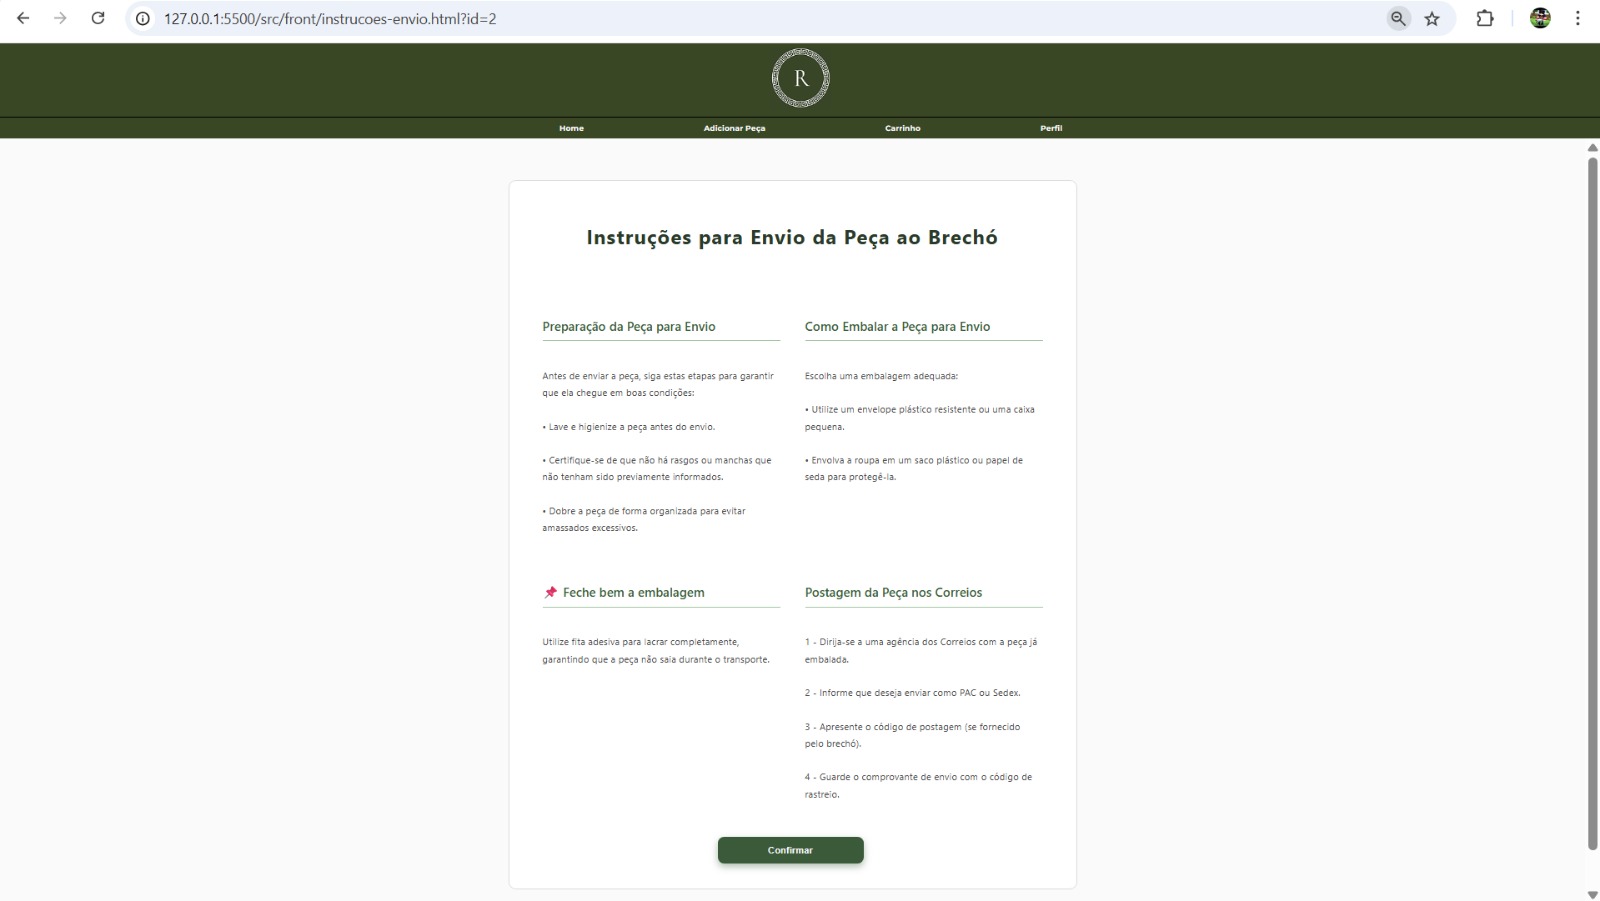 127.0.0.1:5500/src/front/instrucoes-envio.html?id=2
R
Home
Adicionar Peça
Carrinho
Perfil
Instruções para Envio da Peça ao Brechó
Preparação da Peça para Envio
Antes de enviar a peça, siga estas etapas para garantir
que ela chegue em boas condições:
• Lave e higienize a peça antes do envio.
• Certifique-se de que não há rasgos ou manchas que
não tenham sido previamente informados.
• Dobre a peça de forma organizada para evitar
amassados excessivos.
Como Embalar a Peça para Envio
Escolha uma embalagem adequada:
• Utilize um envelope plástico resistente ou uma caixa
pequena.
• Envolva a roupa em um saco plástico ou papel de
seda para protegê-la.
📌 Feche bem a embalagem
Utilize fita adesiva para lacrar completamente,
garantindo que a peça não saia durante o transporte.
Postagem da Peça nos Correios
1 - Dirija-se a uma agência dos Correios com a peça já
embalada.
2 - Informe que deseja enviar como PAC ou Sedex.
3 - Apresente o código de postagem (se fornecido
pelo brechó).
4 - Guarde o comprovante de envio com o código de
rastreio.
Confirmar